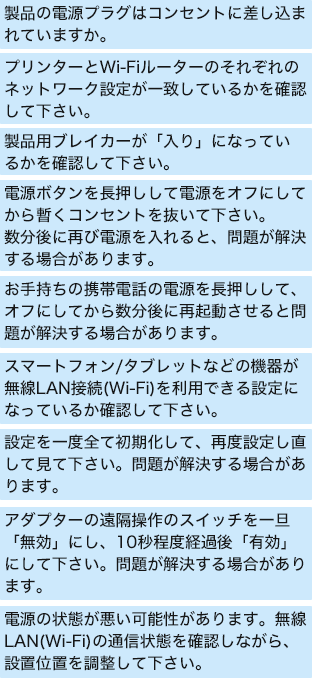 製品の電源プラグはコンセントに差し込ま
れていますか。
プリンターとWi-Fiルーターのそれぞれの
ネットワーク設定が一致しているかを確認
して下さい。
製品用ブレイカーが「入り」になってい
るかを確認して下さい。
電源ボタンを長押しして電源をオフにして
から暫くコンセントを抜いて下さい。
数分後に再び電源を入れると、問題が解決
する場合があります。
お手持ちの携帯電話の電源を長押しして、
オフにしてから数分後に再起動させると問
題が解決する場合があります。
スマートフォン/タブレットなどの機器が
無線LAN接続(Wi-Fi)を利用できる設定に
なっているか確認して下さい。
設定を一度全て初期化して、再度設定し直
して見て下さい。問題が解決する場合があ
ります。
アダプターの遠隔操作のスイッチを一旦
「無効」にし、10秒程度経過後「有効」
にして下さい。問題が解決する場合があり
ます。
電源の状態が悪い可能性があります。無線
LAN(Wi-Fi)の通信状態を確認しながら、
設置位置を調整して下さい。